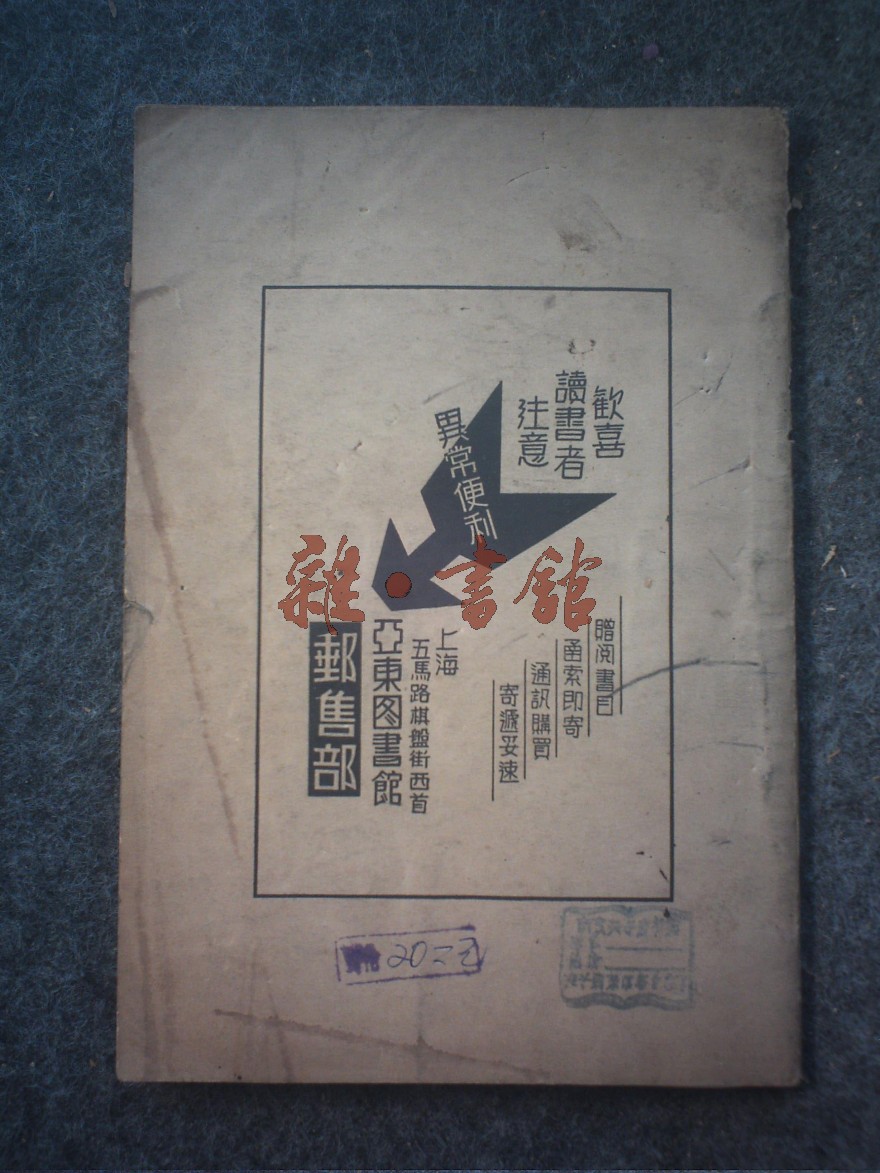 歡喜
讀書者
注意
異常便利
贈閱書目
函索即寄
通訊購買
寄遞妥速
上海
五馬路棋盤街西首
亞東图書館
郵售部
雜·書館